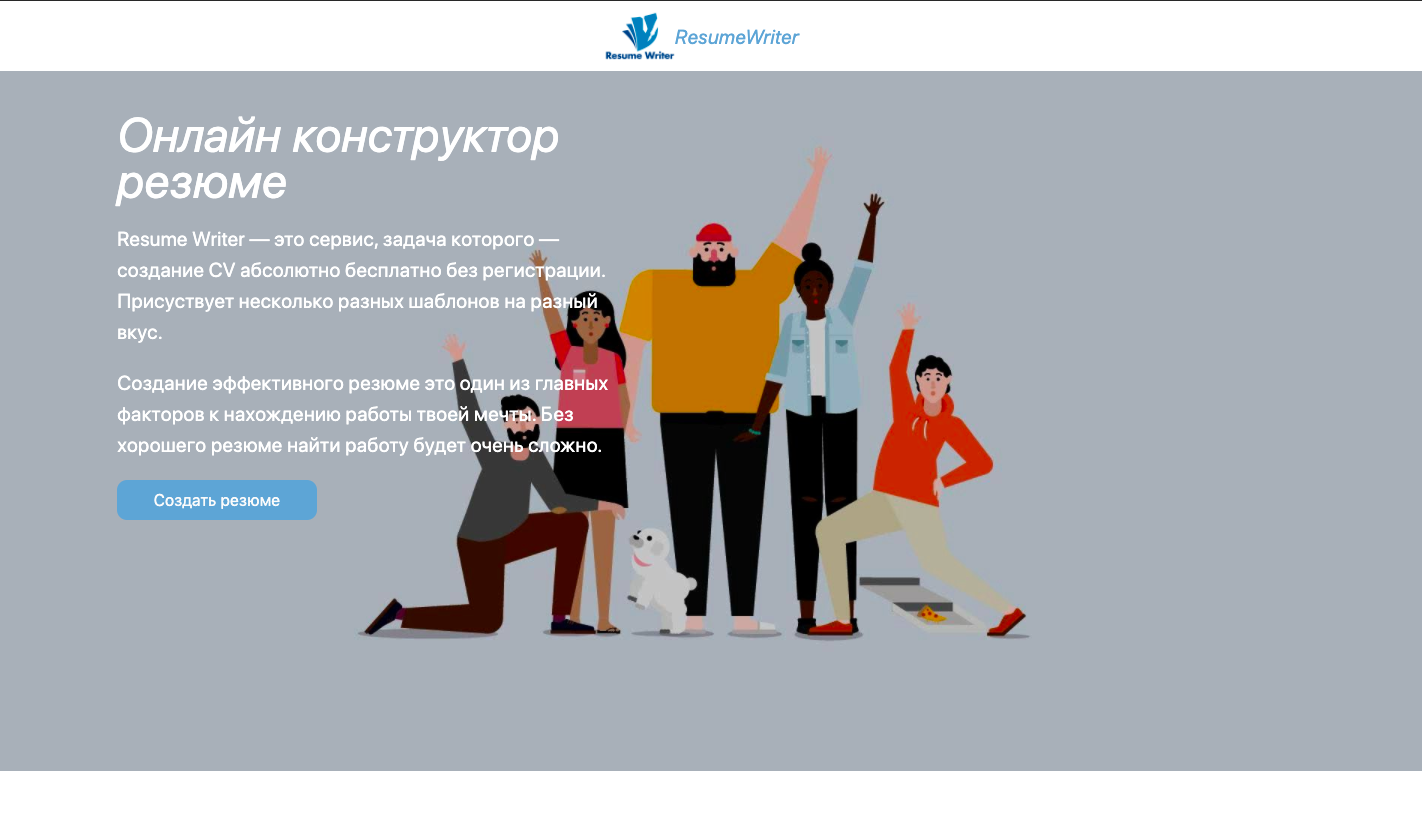 Resume Writer
ResumeWriter
Онлайн конструктор
резюме
Resume Writer — это сервис, задача которого —
создание CV абсолютно бесплатно без регистрации.
Присуствует несколько разных шаблонов на разный
вкус.
Создание эффективного резюме это один из главных
факторов к нахождению работы твоей мечты. Без
хорошего резюме найти работу будет очень сложно.
Создать резюме